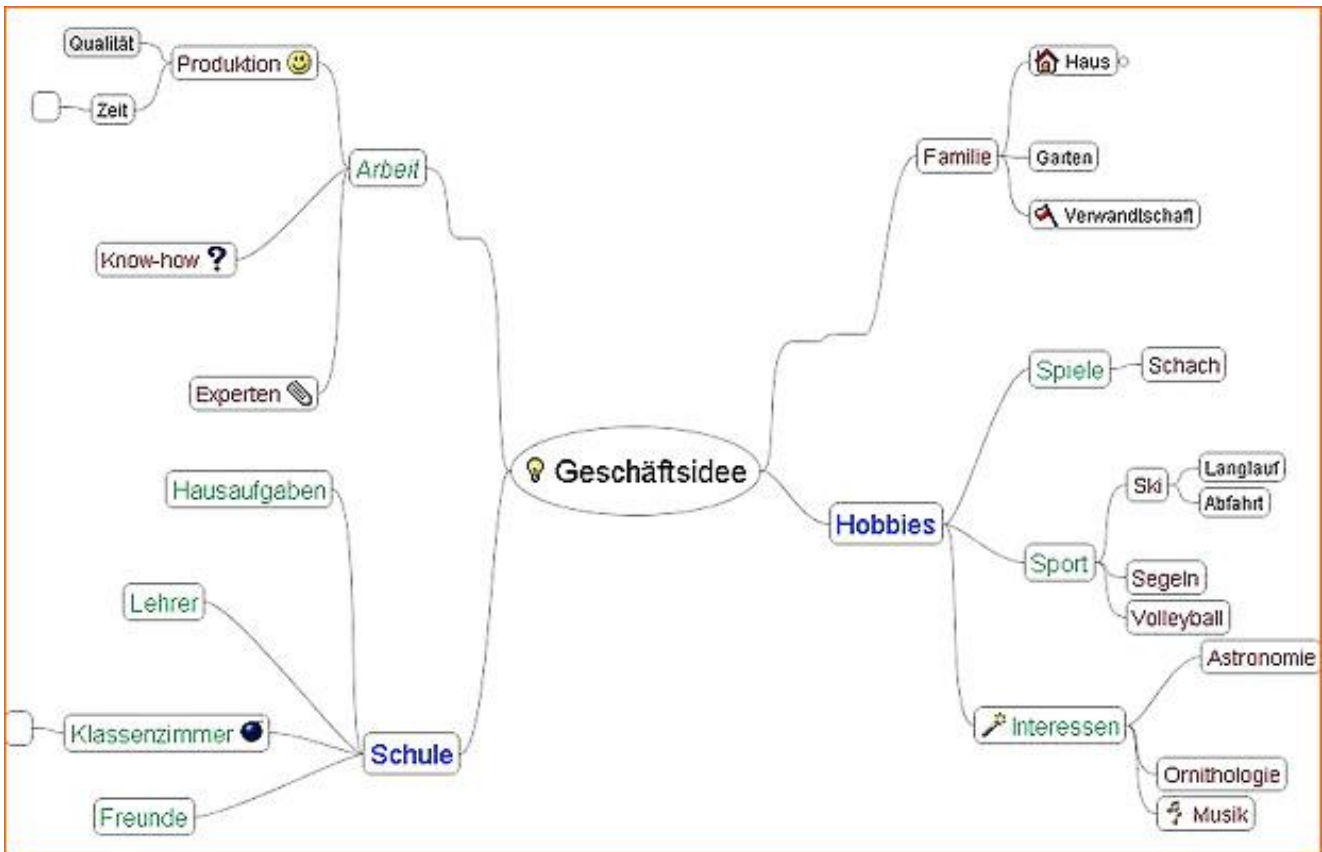 Geschäftsidee
Arbeit
Produktion
Qualität
Zeit
Know-how ?
Experten
Schule
Hausaufgaben
Lehrer
Klassenzimmer
Freunde
Familie
Haus
Garten
Verwandtschaft
Hobbies
Spiele
Schach
Sport
Ski
Langlauf
Abfahrt
Segeln
Volleyball
Interessen
Astronomie
Ornithologie
Musik